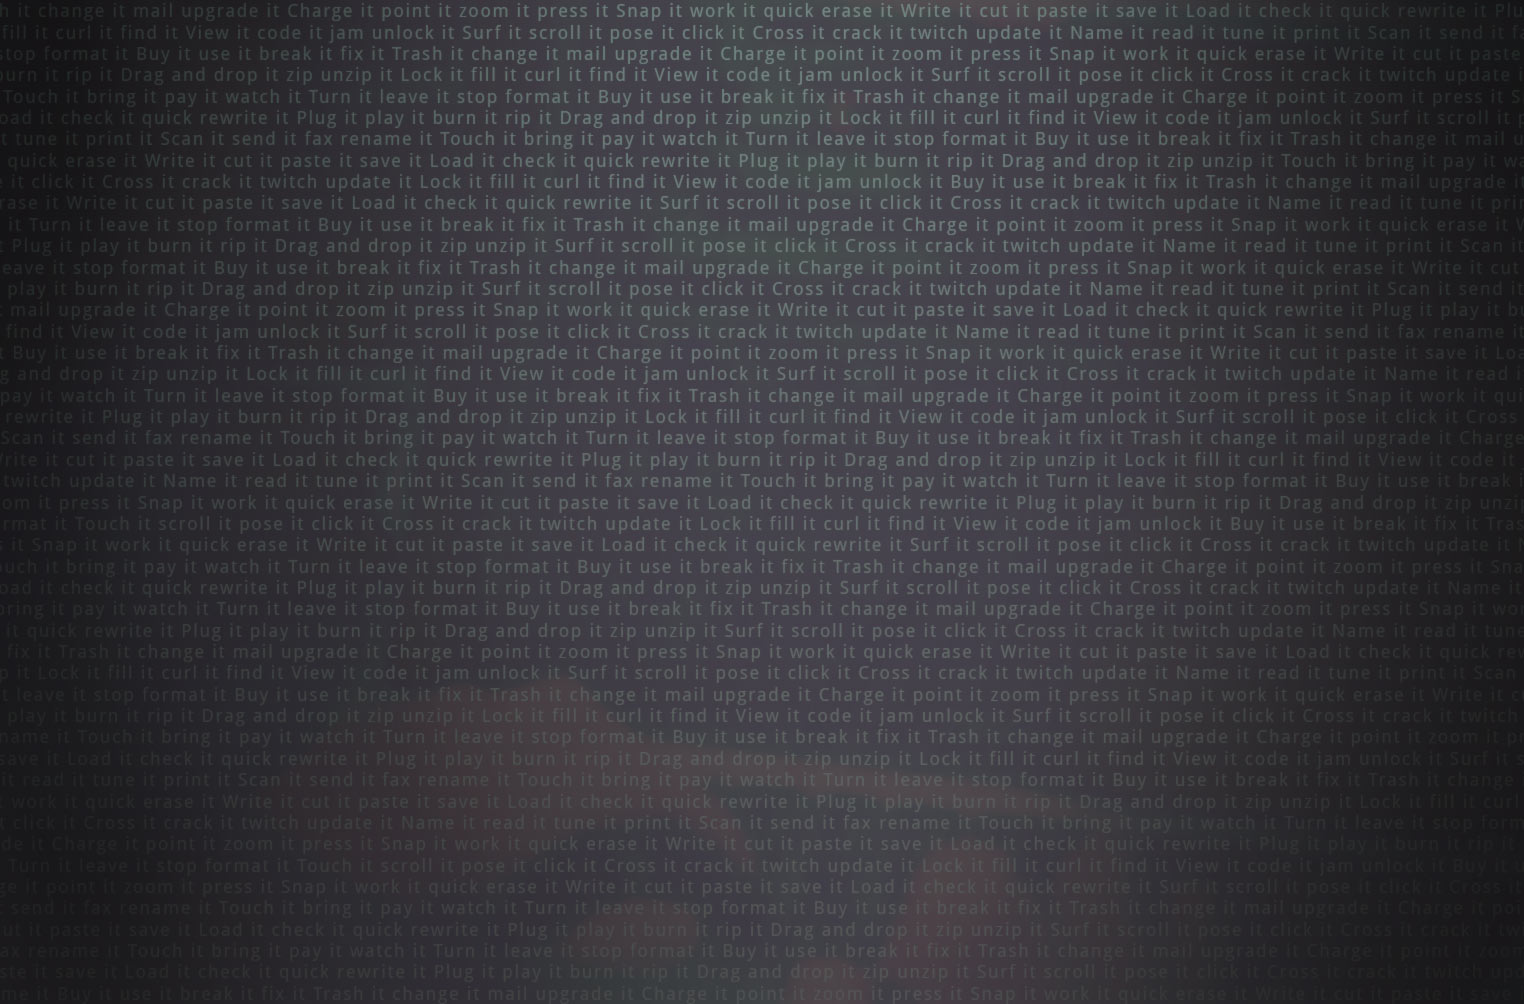 h it change it mail upgrade it Charge it point it zoom it press it Snap it work it quick erase it Write it cut it paste it save it Load it check it quick rewrite it Plu
fill it curl it find it View it code it jam unlock it Surf it scroll it pose it click it Cross it crack it twitch update it Name it read it tune it print it Scan it send it fa
stop format it Buy it use it break it fix it Trash it change it mail upgrade it Charge it point it zoom it press it Snap it work it quick erase it Write it cut it paste
urn it rip it Drag and drop it zip unzip it Lock it fill it curl it find it View it code it jam unlock it Surf it scroll it pose it click it Cross it crack it twitch update i
Touch it bring it pay it watch it Turn it leave it stop format it Buy it use it break it fix it Trash it change it mail upgrade it Charge it point it zoom it press it S
oad it check it quick rewrite it Plug it play it burn it rip it Drag and drop it zip unzip it Lock it fill it curl it find it View it code it jam unlock it Surf it scroll it p
t tune it print it Scan it send it fax rename it Touch it bring it pay it watch it Turn it leave it stop format it Buy it use it break it fix it Trash it change it mail u
quick erase it Write it cut it paste it save it Load it check it quick rewrite it Plug it play it burn it rip it Drag and drop it zip unzip it Touch it bring it pay it wa
e it click it Cross it crack it twitch update it Lock it fill it curl it find it View it code it jam unlock it Buy it use it break it fix it Trash it change it mail upgrade it
rase it Write it cut it paste it save it Load it check it quick rewrite it Surf it scroll it pose it click it Cross it crack it twitch update it Name it read it tune it prin
it Turn it leave it stop format it Buy it use it break it fix it Trash it change it mail upgrade it Charge it point it zoom it press it Snap it work it quick erase it W
t Plug it play it burn it rip it Drag and drop it zip unzip it Surf it scroll it pose it click it Cross it crack it twitch update it Name it read it tune it print it Scan it
eave it stop format it Buy it use it break it fix it Trash it change it mail upgrade it Charge it point it zoom it press it Snap it work it quick erase it Write it cut
play it burn it rip it Drag and drop it zip unzip it Surf it scroll it pose it click it Cross it crack it twitch update it Name it read it tune it print it Scan it send it
mail upgrade it Charge it point it zoom it press it Snap it work it quick erase it Write it cut it paste it save it Load it check it quick rewrite it Plug it play it bu
find it View it code it jam unlock it Surf it scroll it pose it click it Cross it crack it twitch update it Name it read it tune it print it Scan it send it fax rename it
t Buy it use it break it fix it Trash it change it mail upgrade it Charge it point it zoom it press it Snap it work it quick erase it Write it cut it paste it save it Loa
g and drop it zip unzip it Lock it fill it curl it find it View it code it jam unlock it Surf it scroll it pose it click it Cross it crack it twitch update it Name it read i
pay it watch it Turn it leave it stop format it Buy it use it break it fix it Trash it change it mail upgrade it Charge it point it zoom it press it Snap it work it qui
rewrite it Plug it play it burn it rip it Drag and drop it zip unzip it Lock it fill it curl it find it View it code it jam unlock it Surf it scroll it pose it click it Cross
Scan it send it fax rename it Touch it bring it pay it watch it Turn it leave it stop format it Buy it use it break it fix it Trash it change it mail upgrade it Charge
rite it cut it paste it save it Load it check it quick rewrite it Plug it play it burn it rip it Drag and drop it zip unzip it Lock it fill it curl it find it View it code it
twitch update it Name it read it tune it print it Scan it send it fax rename it Touch it bring it pay it watch it Turn it leave it stop format it Buy it use it break i
om it press it Snap it work it quick erase it Write it cut it paste it save it Load it check it quick rewrite it Plug it play it burn it rip it Drag and drop it zip unzip
rmat it Touch it scroll it pose it click it Cross it crack it twitch update it Lock it fill it curl it find it View it code it jam unlock it Buy it use it break it fix it Tras
s it Snap it work it quick erase it Write it cut it paste it save it Load it check it quick rewrite it Surf it scroll it pose it click it Cross it crack it twitch update it N
ouch it bring it pay it watch it Turn it leave it stop format it Buy it use it break it fix it Trash it change it mail upgrade it Charge it point it zoom it press it Sna
oad it check it quick rewrite it Plug it play it burn it rip it Drag and drop it zip unzip it Surf it scroll it pose it click it Cross it crack it twitch update it Name it
bring it pay it watch it Turn it leave it stop format it Buy it use it break it fix it Trash it change it mail upgrade it Charge it point it zoom it press it Snap it wo
it quick rewrite it Plug it play it burn it rip it Drag and drop it zip unzip it Surf it scroll it pose it click it Cross it crack it twitch update it Name it read it tune
fix it Trash it change it mail upgrade it Charge it point it zoom it press it Snap it work it quick erase it Write it cut it paste it save it Load it check it quick rew
p it Lock it fill it curl it find it View it code it jam unlock it Surf it scroll it pose it click it Cross it crack it twitch update it Name it read it tune it print it Scan
t leave it stop format it Buy it use it break it fix it Trash it change it mail upgrade it Charge it point it zoom it press it Snap it work it quick erase it Write it c
play it burn it rip it Drag and drop it zip unzip it Lock it fill it curl it find it View it code it jam unlock it Surf it scroll it pose it click it Cross it crack it twitch
name it Touch it bring it pay it watch it Turn it leave it stop format it Buy it use it break it fix it Trash it change it mail upgrade it Charge it point it zoom it pr
save it Load it check it quick rewrite it Plug it play it burn it rip it Drag and drop it zip unzip it Lock it fill it curl it find it View it code it jam unlock it Surf it s
it read it tune it print it Scan it send it fax rename it Touch it bring it pay it watch it Turn it leave it stop format it Buy it use it break it fix it Trash it change
t work it quick erase it Write it cut it paste it save it Load it check it quick rewrite it Plug it play it burn it rip it Drag and drop it zip unzip it Lock it fill it curl
t click it Cross it crack it twitch update it Name it read it tune it print it Scan it send it fax rename it Touch it bring it pay it watch it Turn it leave it stop form
de it Charge it point it zoom it press it Snap it work it quick erase it Write it cut it paste it save it Load it check it quick rewrite it Plug it play it burn it rip it
Turn it leave it stop format it Touch it scroll it pose it click it Cross it crack it twitch update it Lock it fill it curl it find it View it code it jam unlock it Buy it u
ge it point it zoom it press it Snap it work it quick erase it Write it cut it paste it save it Load it check it quick rewrite it Surf it scroll it pose it click it Cross it
send it fax rename it Touch it bring it pay it watch it Turn it leave it stop format it Buy it use it break it fix it Trash it change it mail upgrade it Charge it poi
ut it paste it save it Load it check it quick rewrite it Plug it play it burn it rip it Drag and drop it zip unzip it Surf it scroll it pose it click it Cross it crack it twi
ax rename it Touch it bring it pay it watch it Turn it leave it stop format it Buy it use it break it fix it Trash it change it mail upgrade it Charge it point it zoom
ste it save it Load it check it quick rewrite it Plug it play it burn it rip it Drag and drop it zip unzip it Surf it scroll it pose it click it Cross it crack it twitch upd
me it Buy it use it break it fix it Trash it change it mail upgrade it Charge it point it zoom it press it Snap it work it quick erase it Write it cut it paste it save